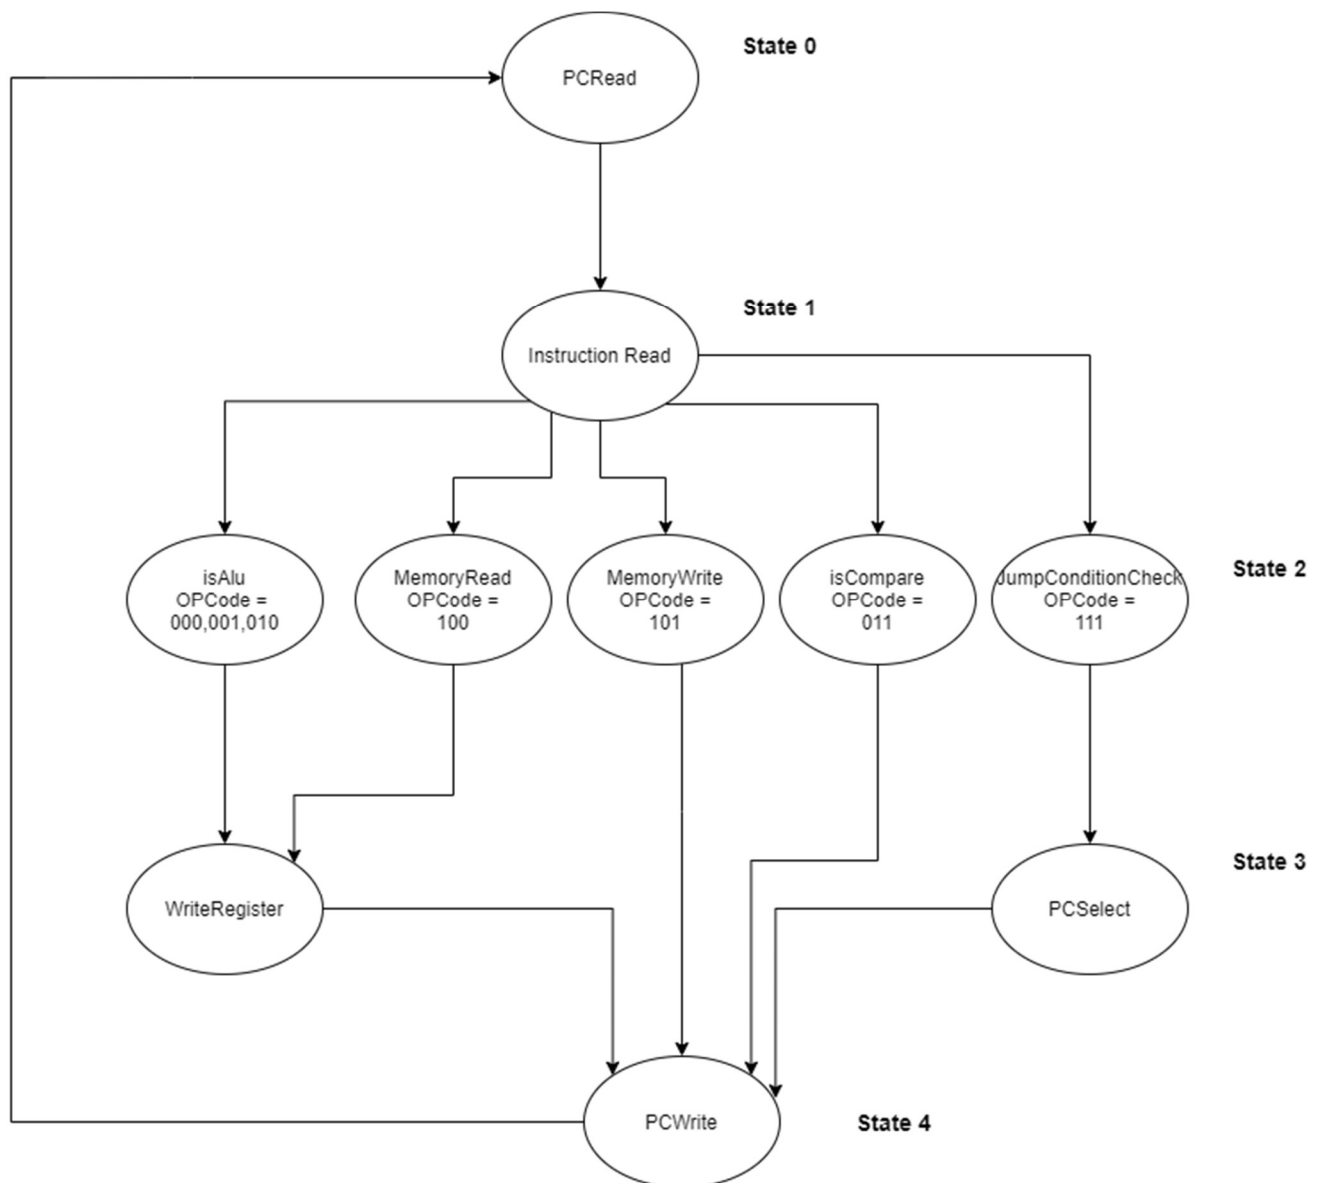 State 0
PCRead
State 1
Instruction Read
isAlu
OPCode =
000,001,010
MemoryRead
OPCode =
100
MemoryWrite
OPCode =
101
isCompare
OPCode =
011
JumpConditionCheck
OPCode =
111
State 2
State 3
WriteRegister
PCSelect
PCWrite
State 4